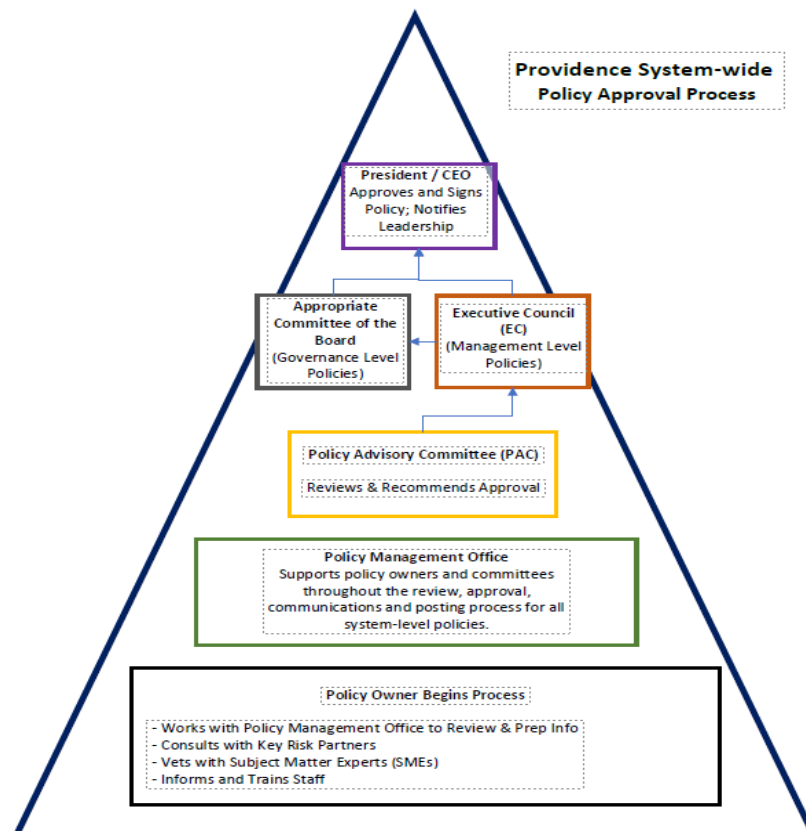 Providence System-wide
Policy Approval Process
President / CEO
Approves and Signs
Policy; Notifies
Leadership
Appropriate
Committee of the
Board
(Governance Level
Policies)
Executive Council
(EC)
(Management Level
Policies)
Policy Advisory Committee (PAC)
Reviews & Recommends Approval
Policy Management Office
Supports policy owners and committees
throughout the review, approval,
communications and posting process for all
system-level policies.
Policy Owner Begins Process
- Works with Policy Management Office to Review & Prep Info
- Consults with Key Risk Partners
- Vets with Subject Matter Experts (SMEs)
- Informs and Trains Staff